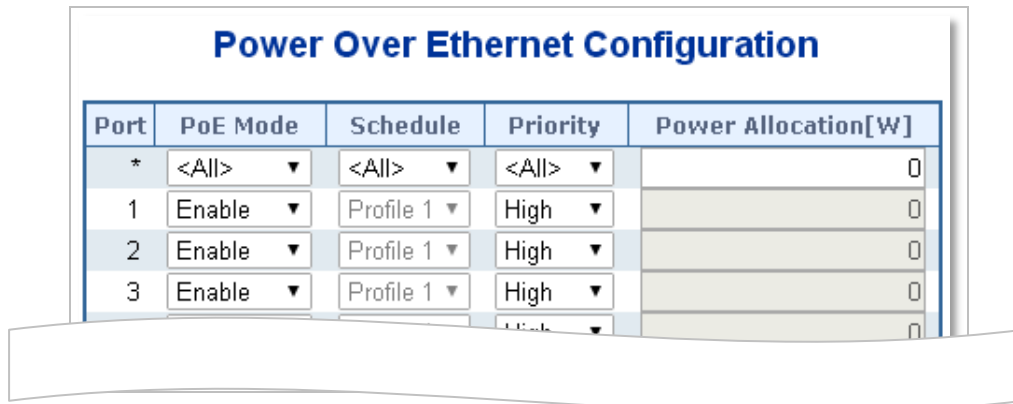 Power Over Ethernet Configuration
Port PoE Mode Schedule Priority Power Allocation[W]
* <All> <All> <All> 0
1 Enable Profile 1 High 0
2 Enable Profile 1 High 0
3 Enable Profile 1 High 0
High 0